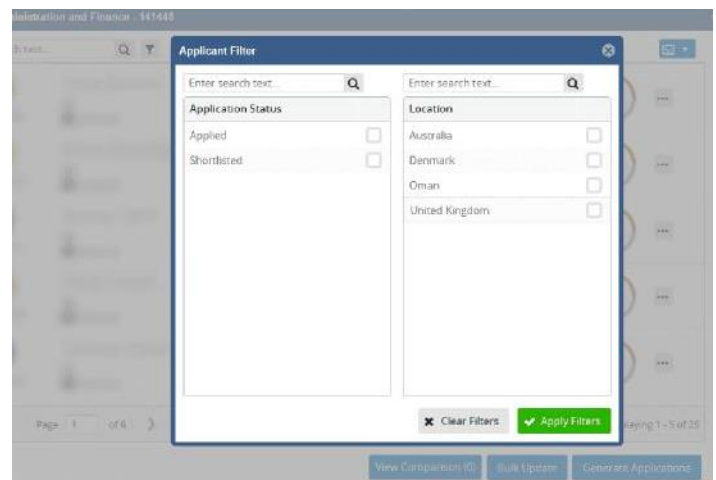 ministration and Finance - 141448
Applicant Filter
Enter search text...
Enter search text...
Application Status
Location
Applied
Australia
Shortlisted
Denmark
Oman
United Kingdom
Clear Filters
Apply Filters
Page 1 of 6
laying 1 - 5 of 25
View Comparison (0)
Bulk Update
Generate Applications